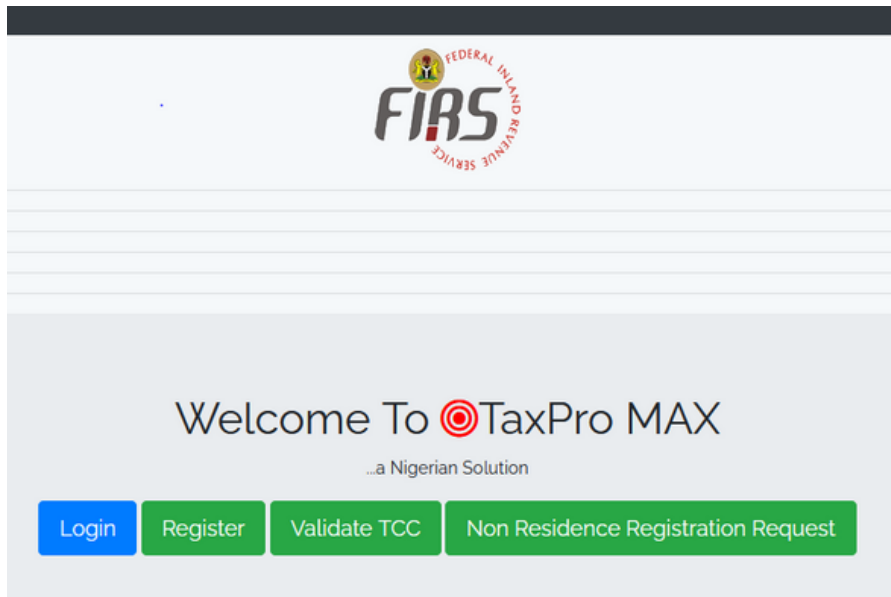 FEDERAL INLAND REVENUE SERVICE
FIRS
Welcome To TaxPro MAX
...a Nigerian Solution
Login Register Validate TCC Non Residence Registration Request